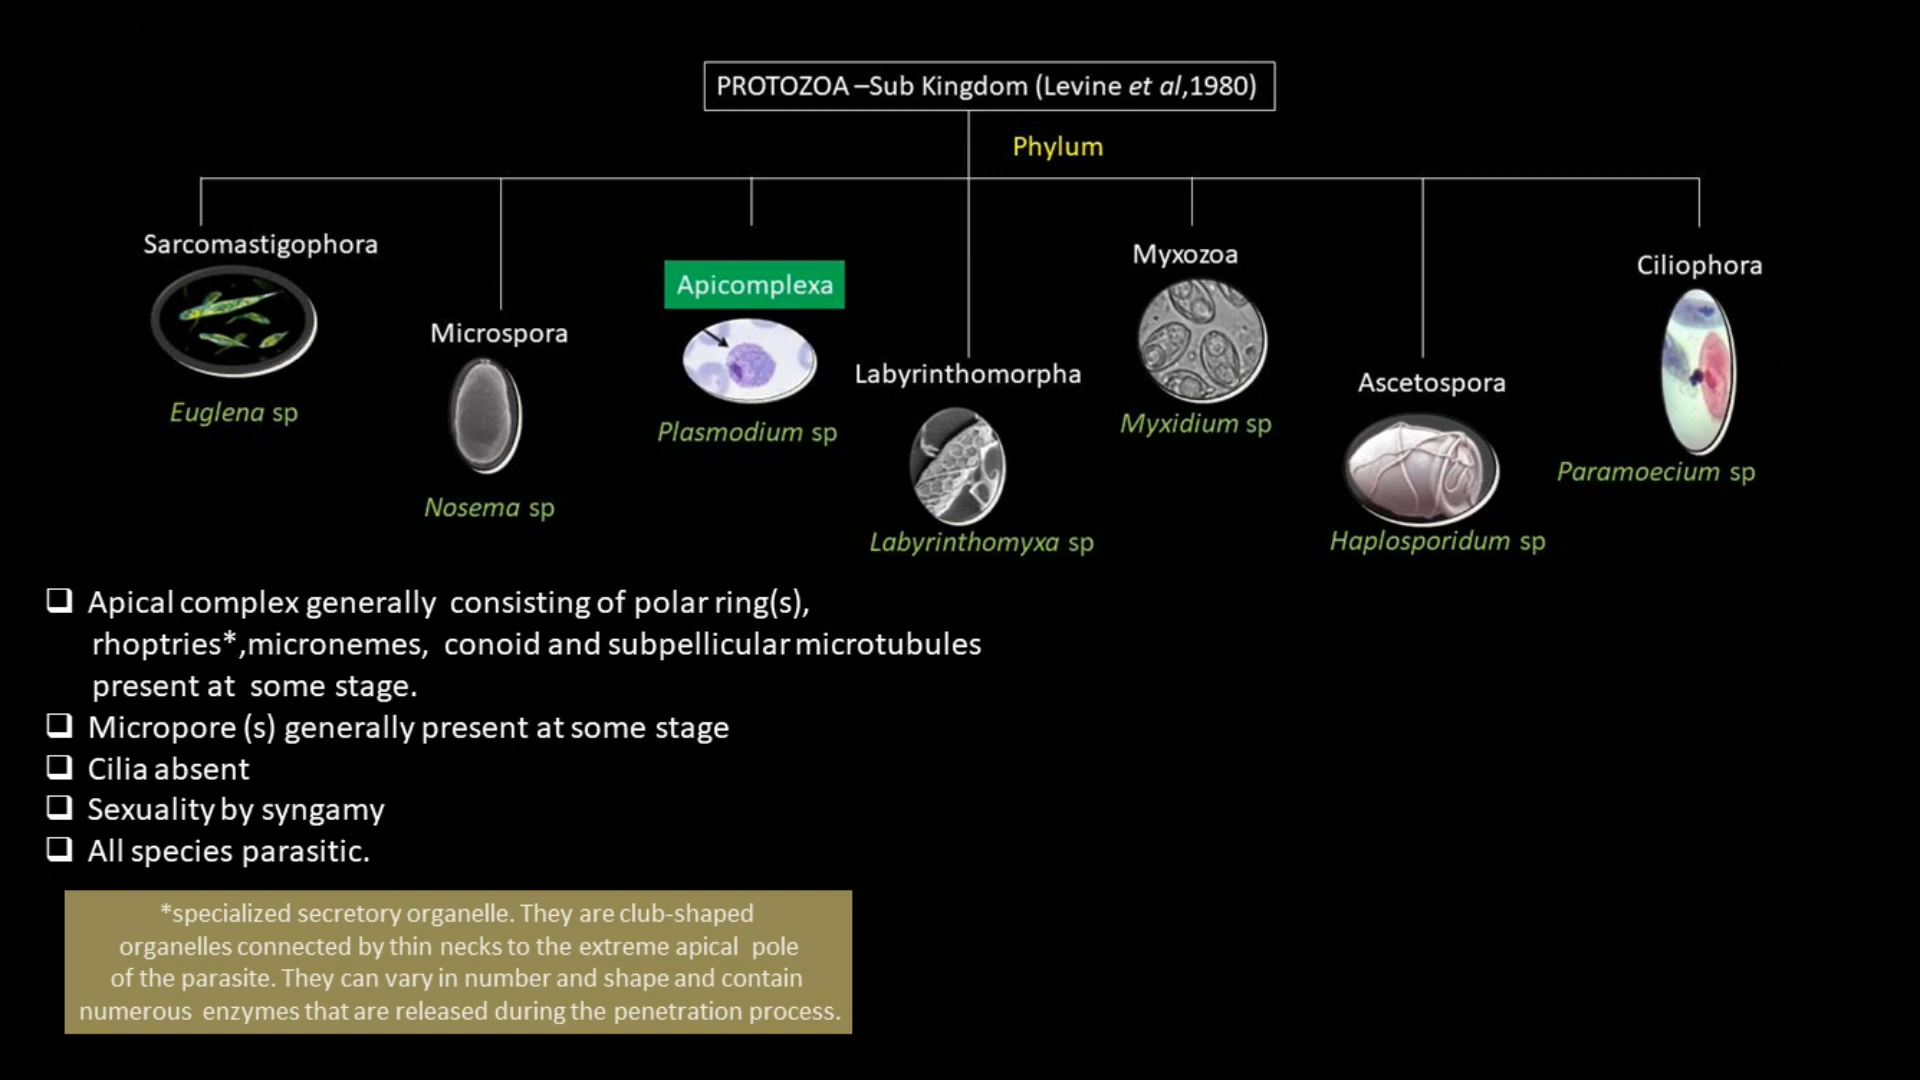 PROTOZOA –Sub Kingdom (Levine et al,1980)
Phylum
Sarcomastigophora
Euglena sp
Microspora
Nosema sp
Apicomplexa
Plasmodium sp
Labyrinthomorpha
Labyrinthomyxa sp
Myxozoa
Myxidium sp
Ascetospora
Haplosporidum sp
Ciliophora
Paramoecium sp
❑ Apical complex generally consisting of polar ring(s),
rhoptries*,micronemes, conoid and subpellicular microtubules
present at some stage.
❑ Micropore (s) generally present at some stage
❑ Cilia absent
❑ Sexuality by syngamy
❑ All species parasitic.
*specialized secretory organelle. They are club-shaped
organelles connected by thin necks to the extreme apical pole
of the parasite. They can vary in number and shape and contain
numerous enzymes that are released during the penetration process.